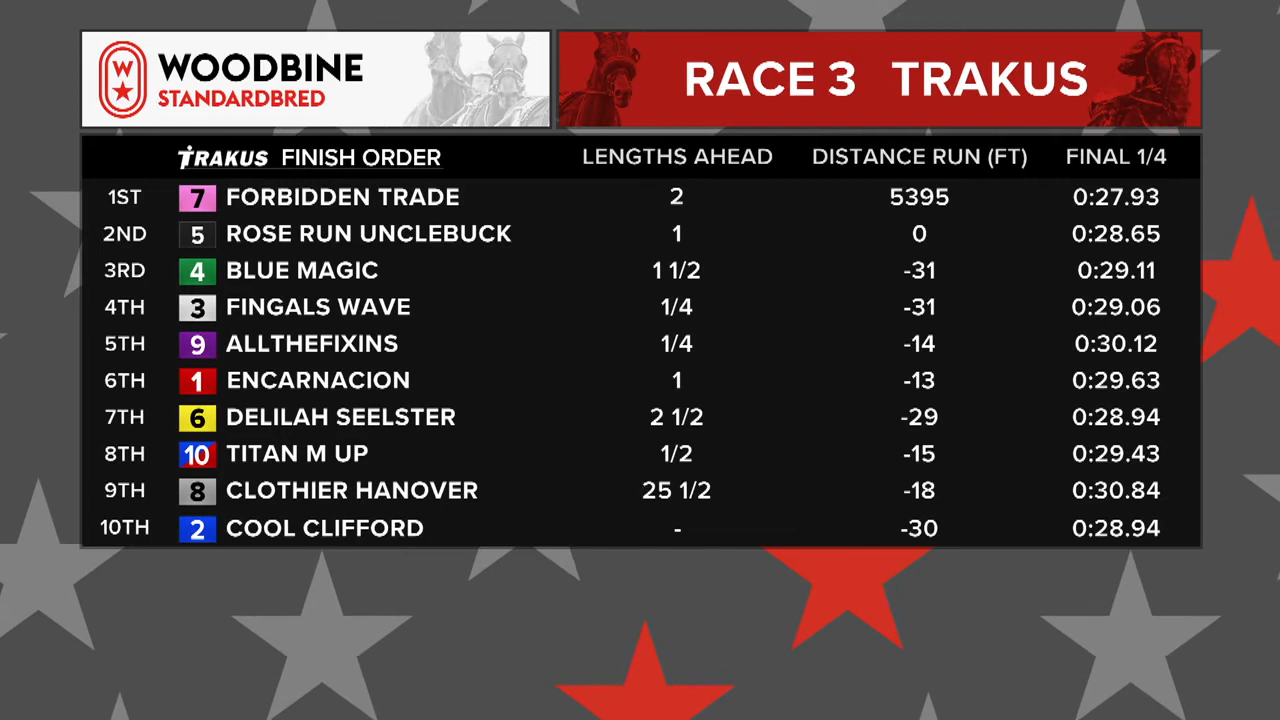 W
WOODBINE
STANDARDBRED
RACE 3 TRAKUS
TRAKUS FINISH ORDER LENGTHS AHEAD DISTANCE RUN (FT) FINAL 1/4
1ST 7 FORBIDDEN TRADE 2 5395 0:27.93
2ND 5 ROSE RUN UNCLEBUCK 1 0 0:28.65
3RD 4 BLUE MAGIC 1 1/2 -31 0:29.11
4TH 3 FINGALS WAVE 1/4 -31 0:29.06
5TH 9 ALLTHEFIXINS 1/4 -14 0:30.12
6TH 1 ENCARNACION 1 -13 0:29.63
7TH 6 DELILAH SEELSTER 2 1/2 -29 0:28.94
8TH 10 TITAN M UP 1/2 -15 0:29.43
9TH 8 CLOTHIER HANOVER 25 1/2 -18 0:30.84
10TH 2 COOL CLIFFORD - -30 0:28.94